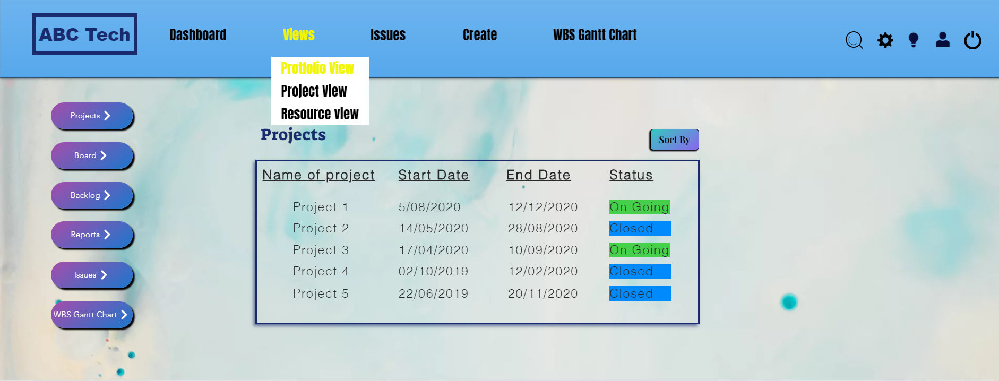 ABC Tech
Dashboard
Views
Issues
Create
WBS Gantt Chart
Protfolio View
Project View
Resource view
Projects
Board
Backlog
Reports
Issues
WBS Gantt Chart
Projects
Sort By
Name of project Start Date End Date Status
Project 1 5/08/2020 12/12/2020 On Going
Project 2 14/05/2020 28/08/2020 Closed
Project 3 17/04/2020 10/09/2020 On Going
Project 4 02/10/2019 12/02/2020 Closed
Project 5 22/06/2019 20/11/2020 Closed